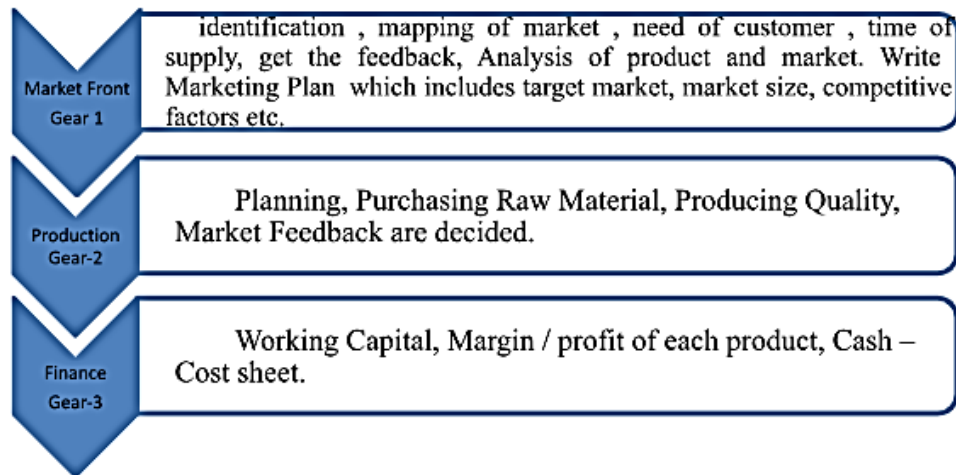 Market Front
Gear 1
identification , mapping of market , need of customer , time of
supply, get the feedback, Analysis of product and market. Write
Marketing Plan which includes target market, market size, competitive
factors etc.
Production
Gear-2
Planning, Purchasing Raw Material, Producing Quality,
Market Feedback are decided.
Finance
Gear-3
Working Capital, Margin / profit of each product, Cash –
Cost sheet.